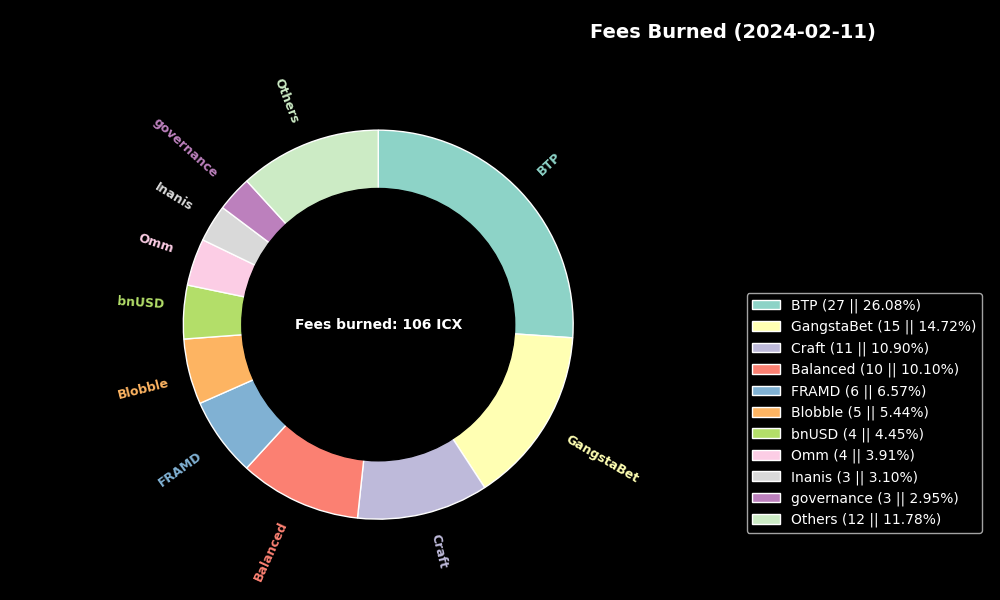 Fees Burned (2024-02-11)
Others
BTP
governance
Inanis
Omm
bnUSD
Fees burned: 106 ICX
Blobble
GangstaBet
FRAMD
Balanced
Craft
BTP (27 || 26.08%)
GangstaBet (15 || 14.72%)
Craft (11 || 10.90%)
Balanced (10 || 10.10%)
FRAMD (6 || 6.57%)
Blobble (5 || 5.44%)
bnUSD (4 || 4.45%)
Omm (4 || 3.91%)
Inanis (3 || 3.10%)
governance (3 || 2.95%)
Others (12 || 11.78%)